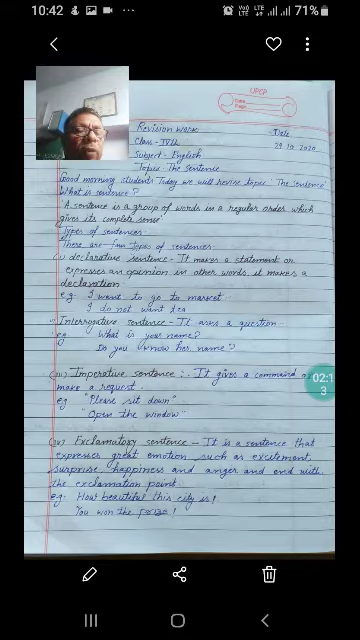 10:42
71%
UPCP
Date
Page
Revision Work
Date
Class-IV
29.10.2020
Subject- English
Topic- The Sentence
Good morning students Today we will revise topic 'The Sentence'
What is sentence?
A sentence is a group of words in a regular order, which
gives its complete sense
Types of sentences
There are four types of sentences
declarative sentence- It makes a statement or
expresses an opinion in other words, it makes a
declaration
e.g. I want to go to market
I do not want tea
Interrogative sentence- It asks a question
eg What is your name?
Do you know her name?
(iii) Imperative sentence: It gives a command o
make a request.
eg "Please sit down"
"Open the window"
02:1
3
(iv) Exclamatory sentence- It is a sentence that
expresses great emotion such as excitement,
surprise, happiness and anger and end with
the exclamation point.
eg: How beautiful this city is!
You won the prize!